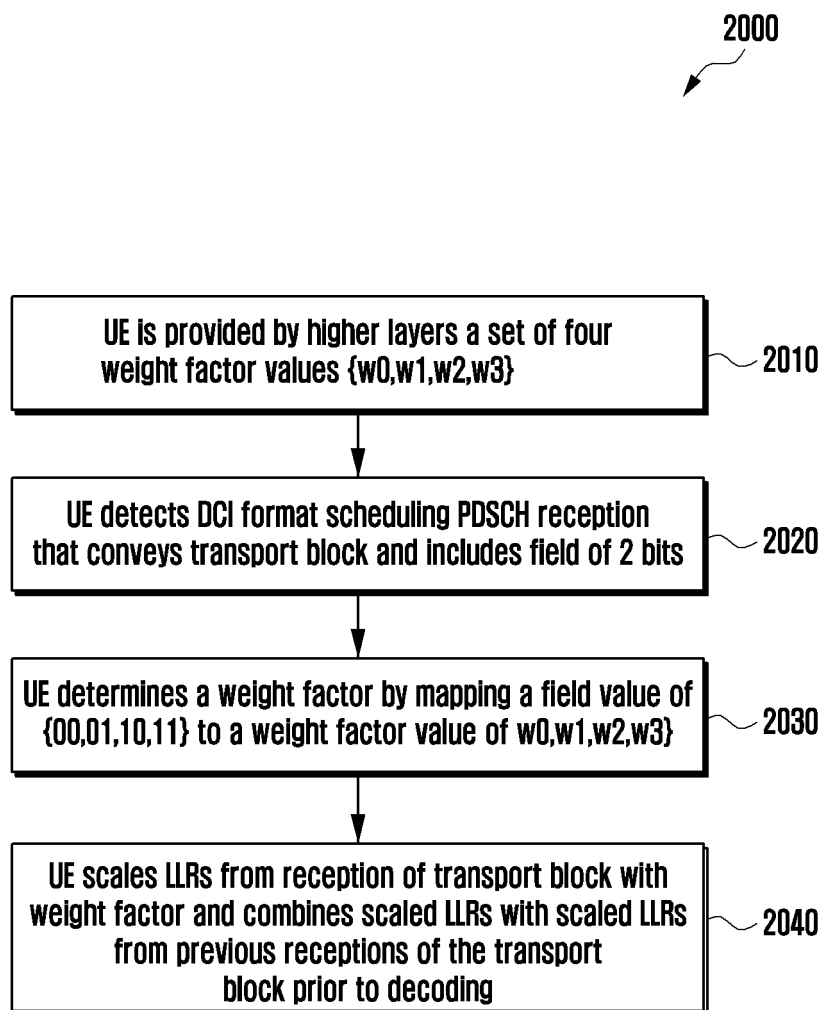 2000
UE is provided by higher layers a set of four
weight factor values {w0,w1,w2,w3}
2010
UE detects DCI format scheduling PDSCH reception
that conveys transport block and includes field of 2 bits
2020
UE determines a weight factor by mapping a field value of
{00,01,10,11} to a weight factor value of w0,w1,w2,w3}
2030
UE scales LLRs from reception of transport block with
weight factor and combines scaled LLRs with scaled LLRs
from previous receptions of the transport
block prior to decoding
2040